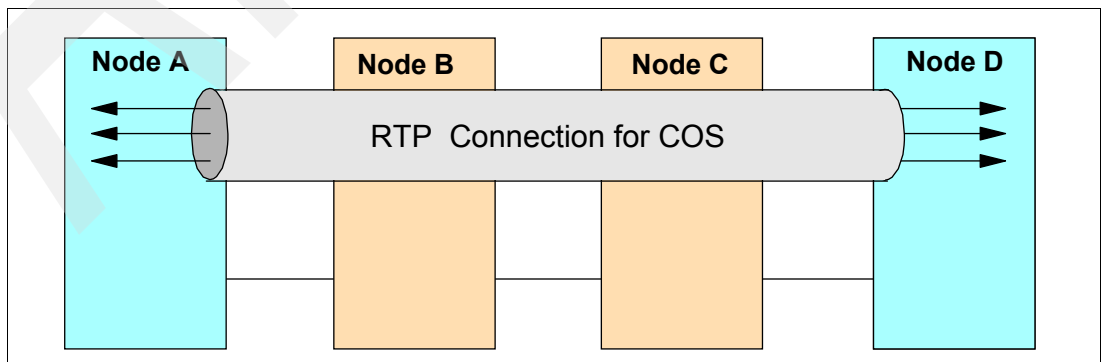 Node A
Node B
Node C
Node D
RTP Connection for COS